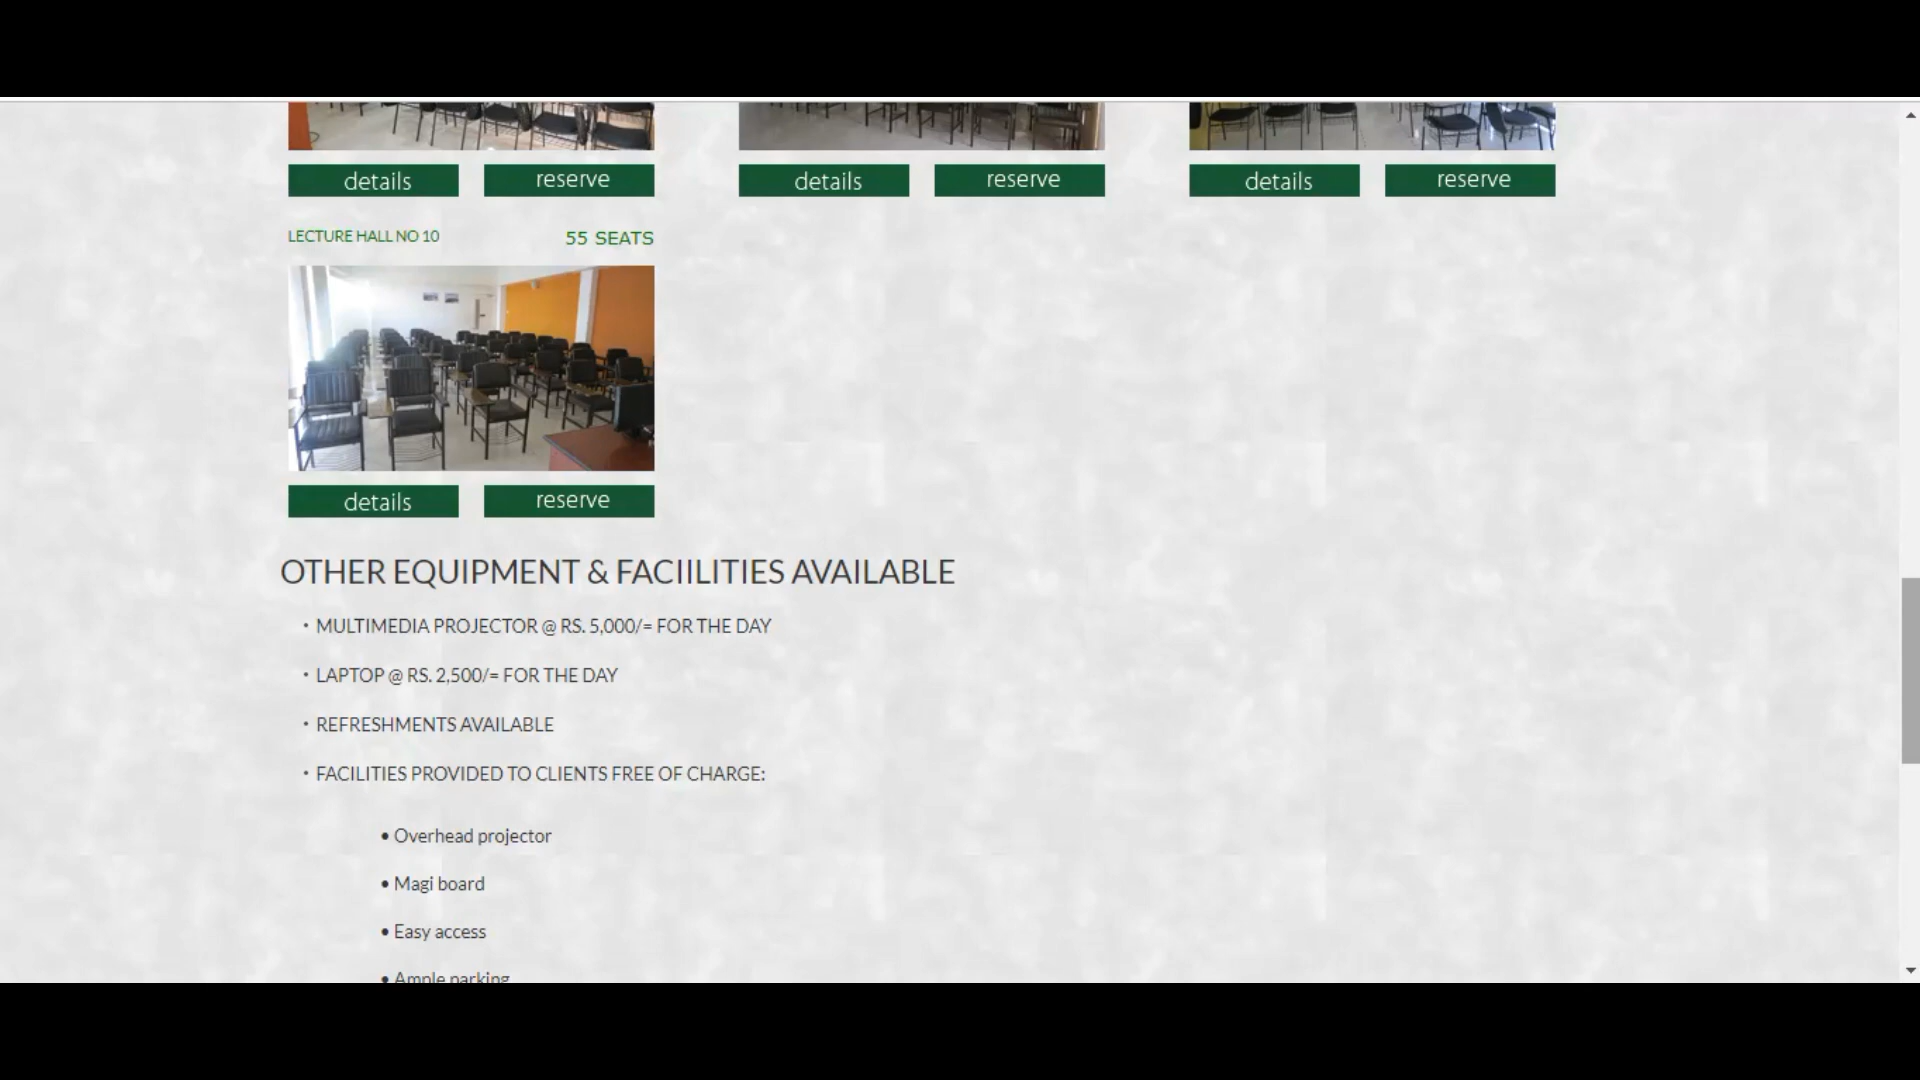 details reserve details reserve details reserve
LECTURE HALL NO 10 55 SEATS
details reserve
OTHER EQUIPMENT & FACIILITIES AVAILABLE
• MULTIMEDIA PROJECTOR @ RS. 5,000/= FOR THE DAY
• LAPTOP @ RS. 2,500/= FOR THE DAY
• REFRESHMENTS AVAILABLE
• FACILITIES PROVIDED TO CLIENTS FREE OF CHARGE:
• Overhead projector
• Magi board
• Easy access
• Ample parking